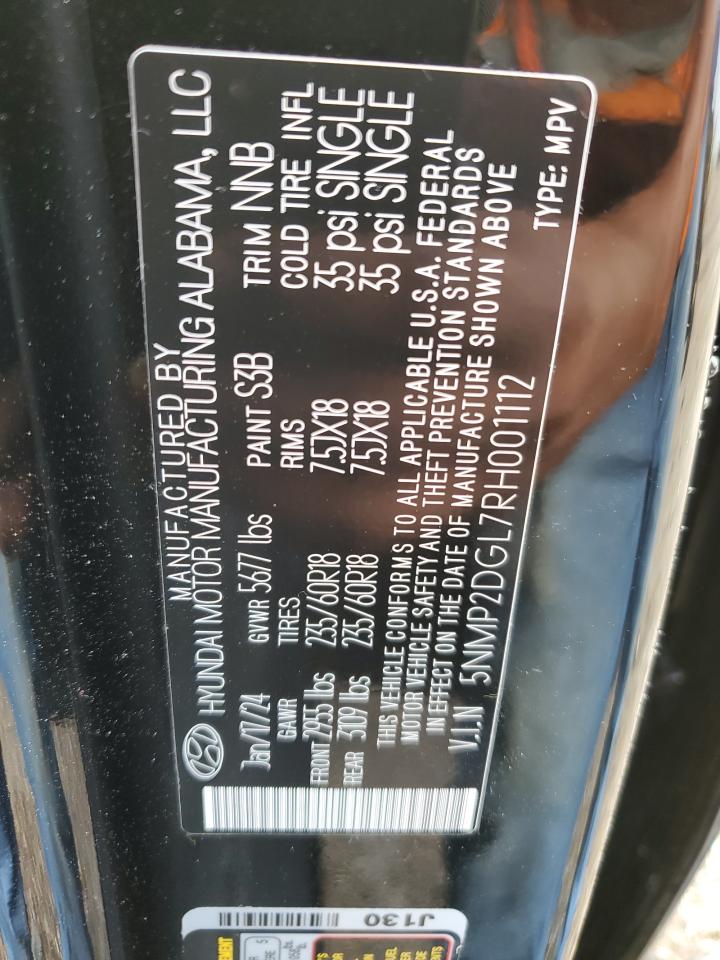 MANUFACTURED BY
HYUNDAI MOTOR MANUFACTURING ALABAMA, LLC
Jan/17/24 GVWR 5677 lbs PAINT S3B TRIM NNB
GAWR TIRES RIMS COLD TIRE INFL
FRONT 2955 lbs 235/60R18 7.5JX18 35 psi SINGLE
REAR 3109 lbs 235/60R18 7.5JX18 35 psi SINGLE
THIS VEHICLE CONFORMS TO ALL APPLICABLE U.S.A. FEDERAL
MOTOR VEHICLE SAFETY AND THEFT PREVENTION STANDARDS
IN EFFECT ON THE DATE OF MANUFACTURE SHOWN ABOVE
V.I.N 5NMP2DGL7RH001112 TYPE: MPV
J130